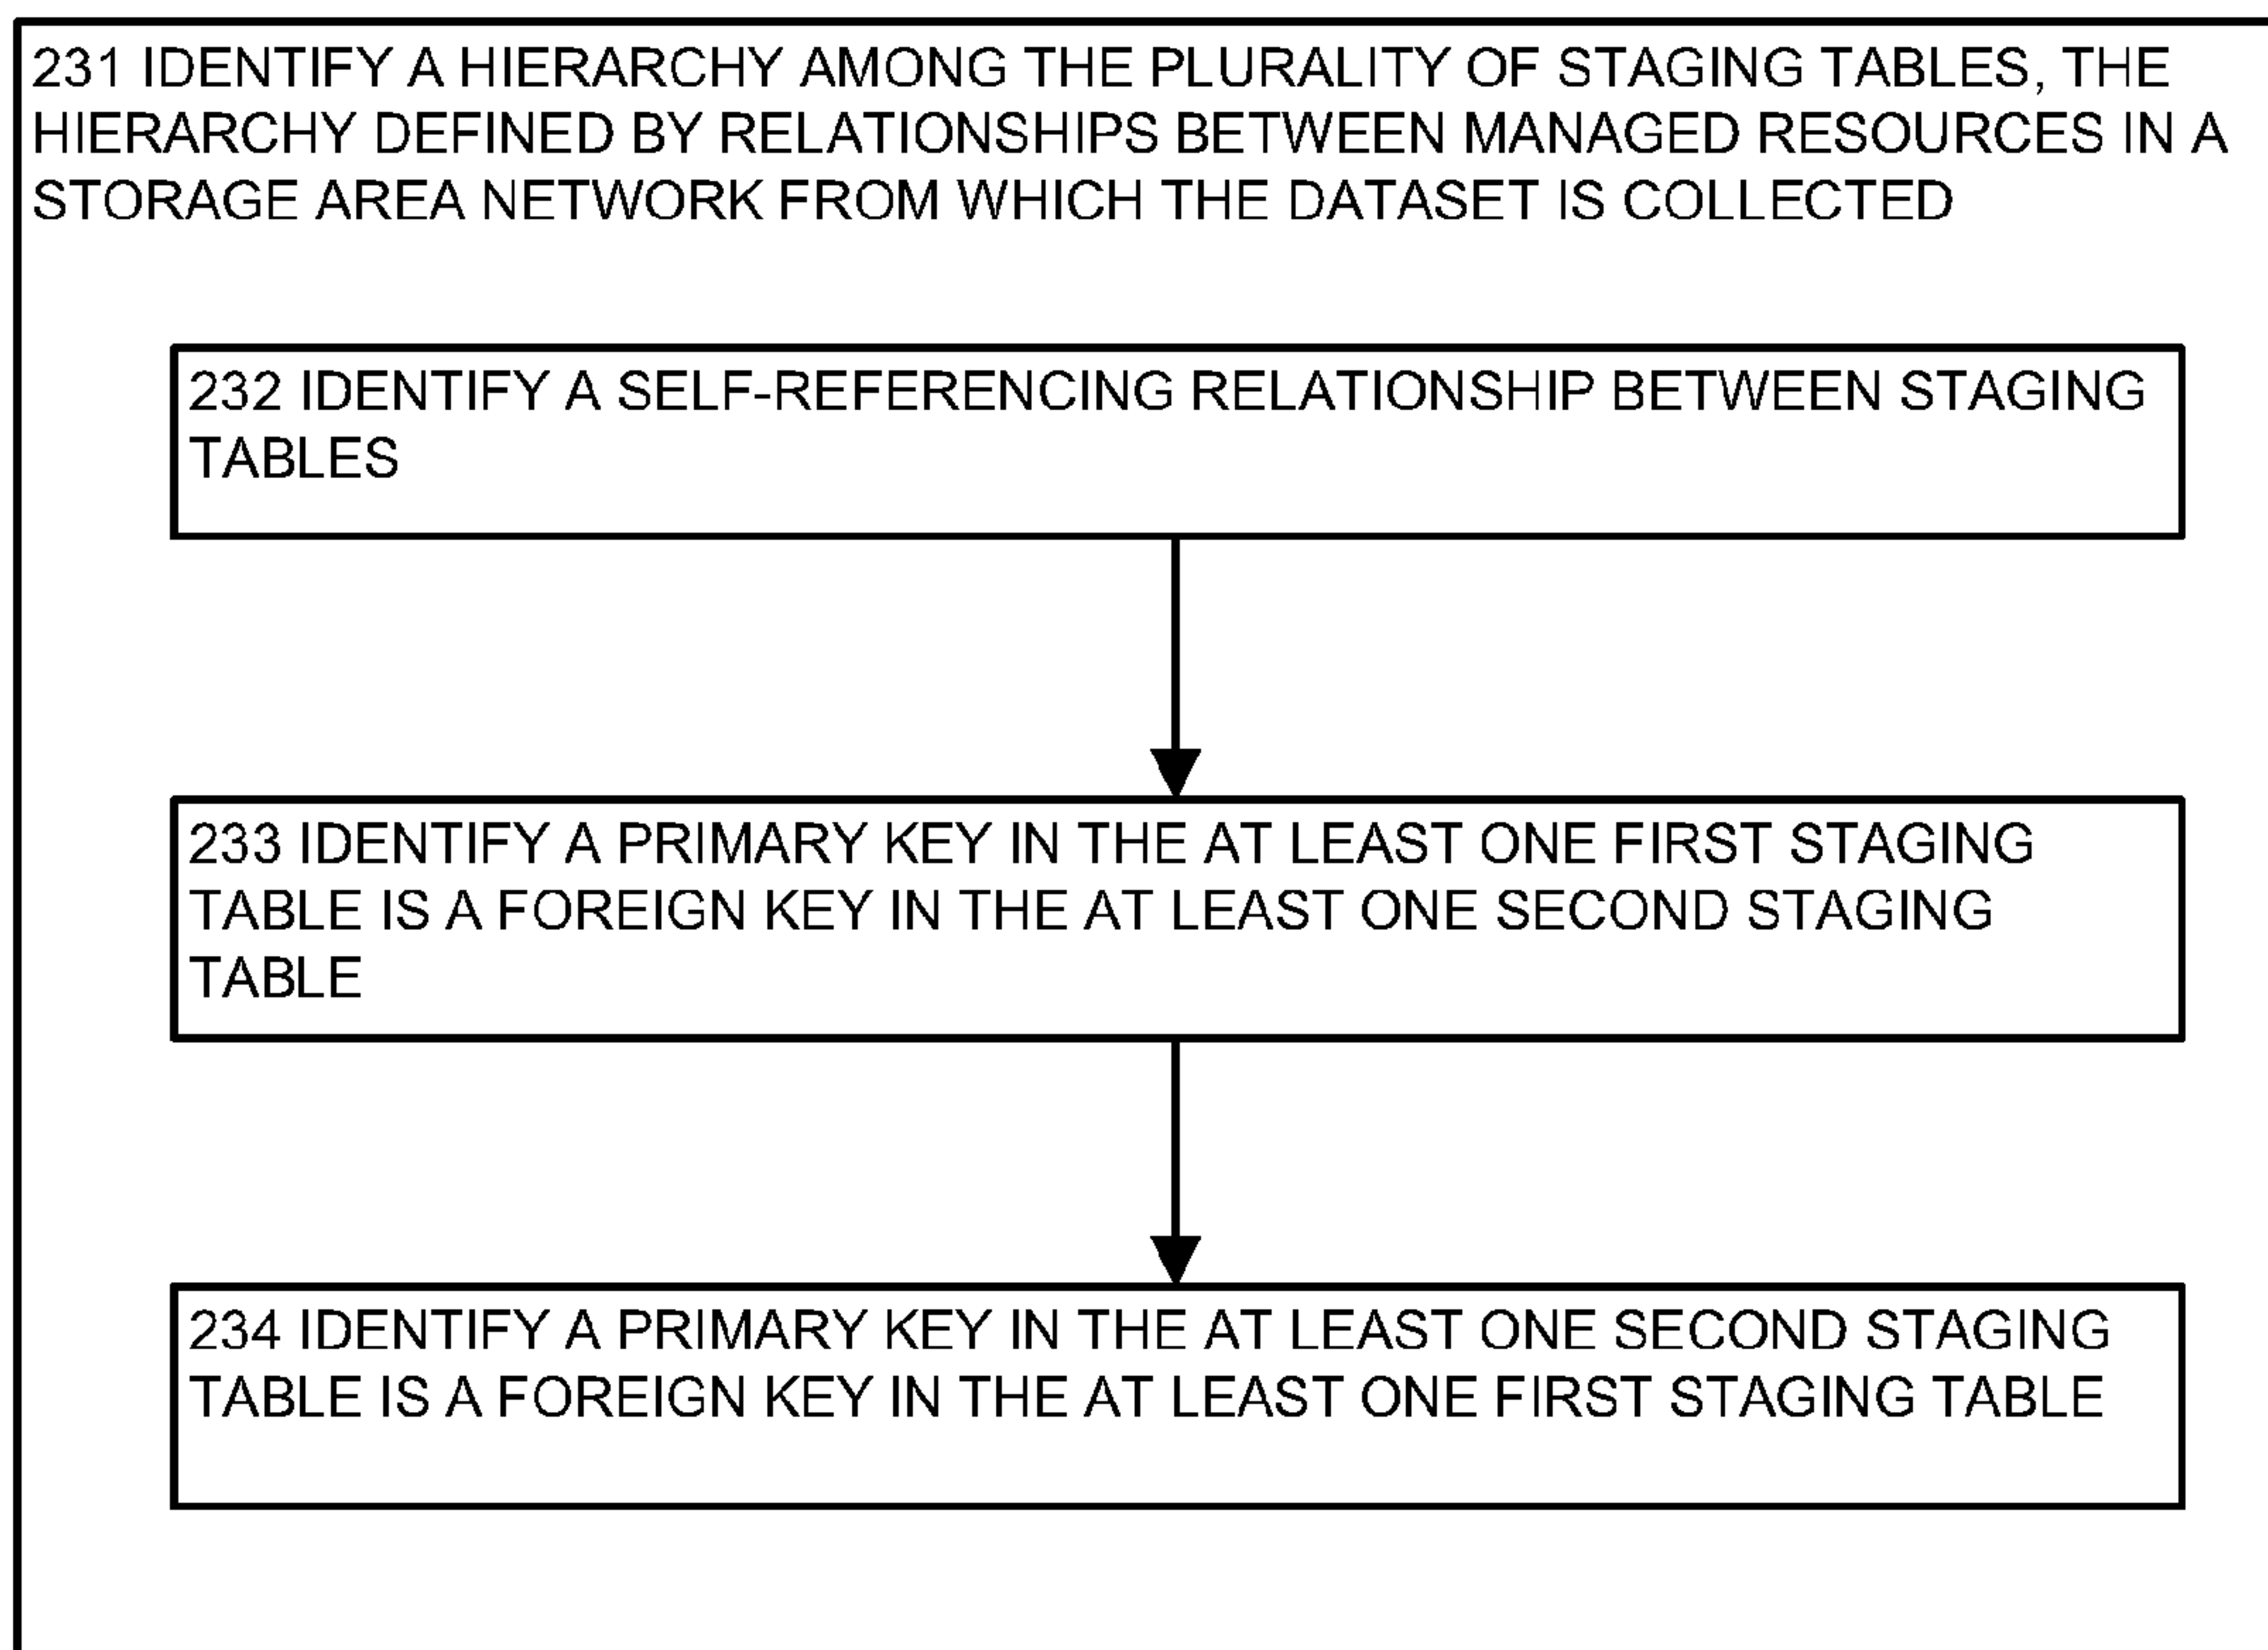 231 IDENTIFY A HIERARCHY AMONG THE PLURALITY OF STAGING TABLES, THE
HIERARCHY DEFINED BY RELATIONSHIPS BETWEEN MANAGED RESOURCES IN A
STORAGE AREA NETWORK FROM WHICH THE DATASET IS COLLECTED
232 IDENTIFY A SELF-REFERENCING RELATIONSHIP BETWEEN STAGING
TABLES
233 IDENTIFY A PRIMARY KEY IN THE AT LEAST ONE FIRST STAGING
TABLE IS A FOREIGN KEY IN THE AT LEAST ONE SECOND STAGING
TABLE
234 IDENTIFY A PRIMARY KEY IN THE AT LEAST ONE SECOND STAGING
TABLE IS A FOREIGN KEY IN THE AT LEAST ONE FIRST STAGING TABLE